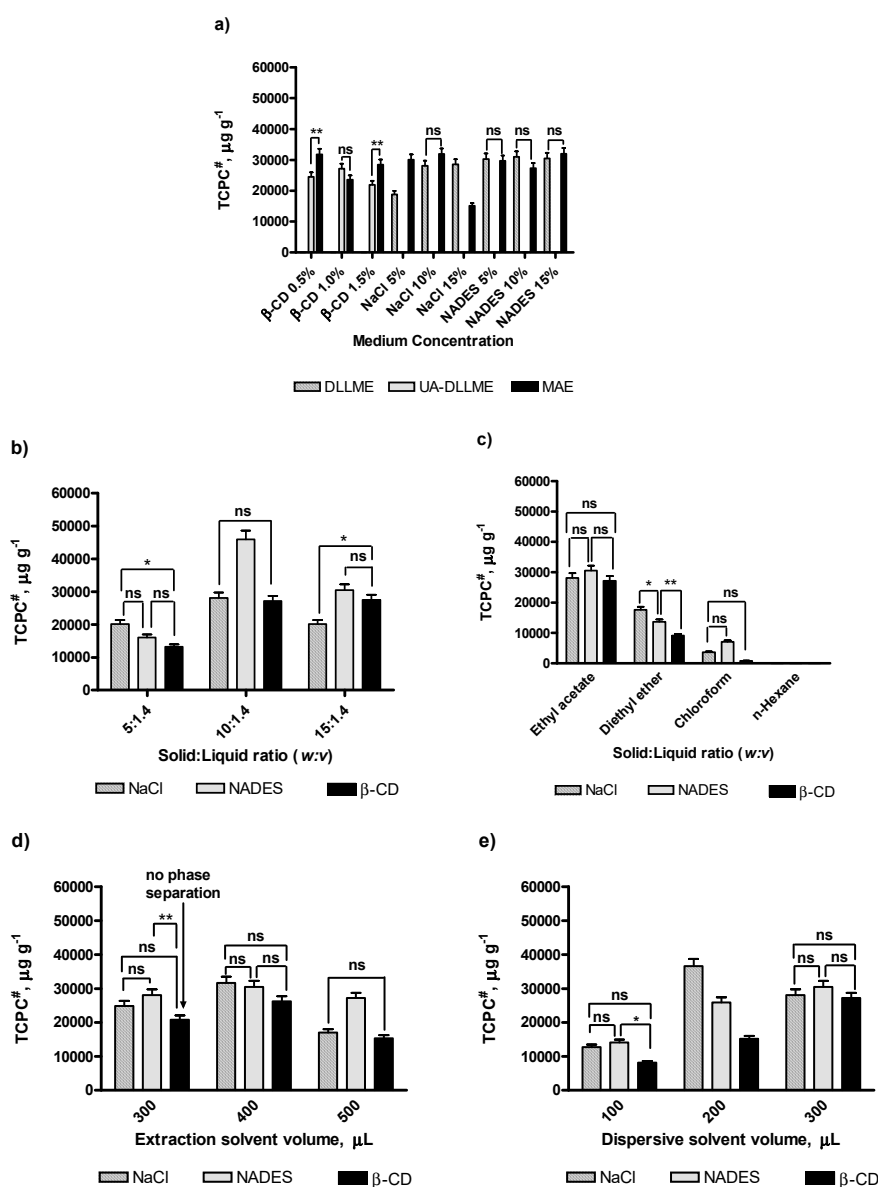 a)
TCPC#, µg g-1
60000
50000
40000
30000
20000
10000
0
**
ns
**
ns
ns
ns
ns
β-CD 0.5%
β-CD 1.0%
β-CD 1.5%
NaCl 5%
NaCl 10%
NaCl 15%
NADES 5%
NADES 10%
NADES 15%
Medium Concentration
DLLME UA-DLLME MAE
b)
TCPC#, µg g-1
60000
50000
40000
30000
20000
10000
0
*
ns ns
ns
*
ns
5:1.4
10:1.4
15:1.4
Solid:Liquid ratio (w:v)
NaCl NADES β-CD
c)
TCPC#, µg g-1
60000
50000
40000
30000
20000
10000
0
ns
ns ns
* **
ns
ns
Ethyl acetate
Diethyl ether
Chloroform
n-Hexane
Solid:Liquid ratio (w:v)
NaCl NADES β-CD
d)
TCPC#, µg g-1
60000
50000
40000
30000
20000
10000
0
no phase
separation
**
ns
ns
ns
ns ns
ns
300
400
500
Extraction solvent volume, µL
NaCl NADES β-CD
e)
TCPC#, µg g-1
60000
50000
40000
30000
20000
10000
0
ns
ns *
ns
ns ns
100
200
300
Dispersive solvent volume, µL
NaCl NADES β-CD